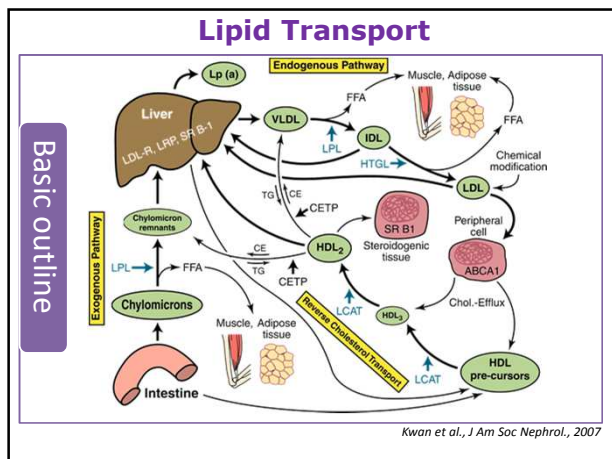 Lipid Transport
Basic outline
Endogenous Pathway
Lp (a)
Liver
LDL-R, LRP, SR B-1
VLDL
FFA
Muscle, Adipose
tissue
LPL
IDL
FFA
HTGL
LDL
Chemical
modification
TG
CE
CETP
Chylomicron
remnants
CE
TG
CETP
HDL2
SR B1
Steroidogenic
tissue
Peripheral
cell
ABCA1
Exogenous Pathway
LPL
FFA
Chylomicrons
Muscle, Adipose
tissue
LCAT
HDL3
Chol.-Efflux
Reverse Cholesterol Transport
LCAT
HDL
pre-cursors
Intestine
Kwan et al., J Am Soc Nephrol., 2007